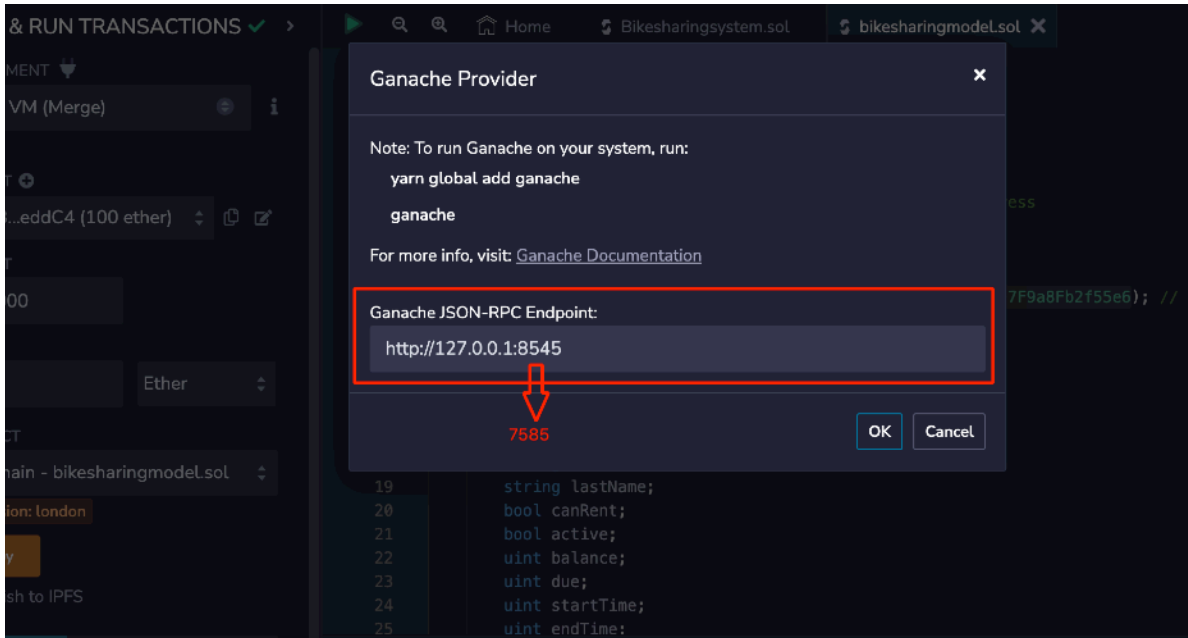 & RUN TRANSACTIONS
Home
Bikesharingsystem.sol
bikesharingmodel.sol
MENT
VM (Merge)
T
...eddC4 (100 ether)
T
00
Ether
CT
hain - bikesharingmodel.sol
ion: london
y
sh to IPFS
Ganache Provider
Note: To run Ganache on your system, run:
yarn global add ganache
ganache
For more info, visit: Ganache Documentation
Ganache JSON-RPC Endpoint:
http://127.0.0.1:8545
7585
OK
Cancel
ess
7F9a8Fb2f55e6); //
19 string lastName;
20 bool canRent;
21 bool active;
22 uint balance;
23 uint due;
24 uint startTime;
25 uint endTime;